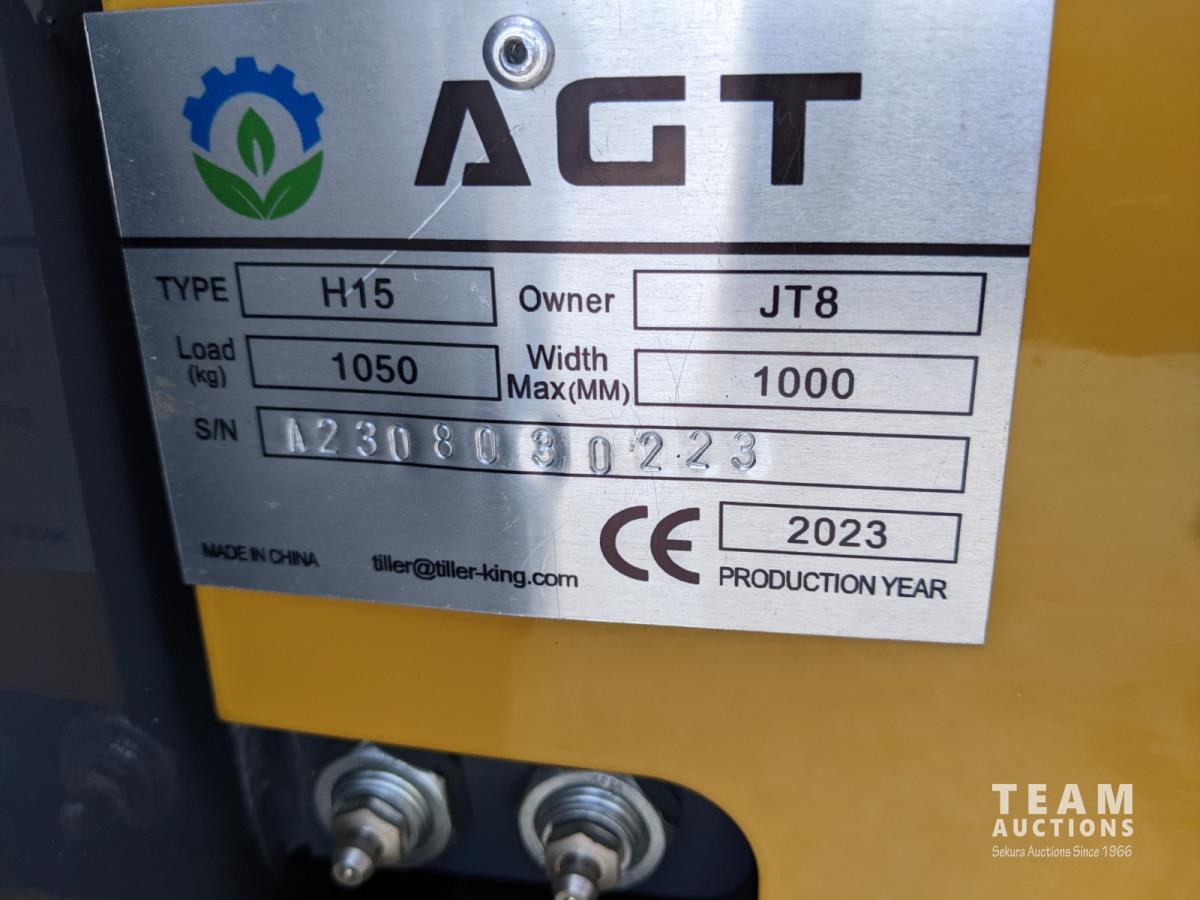 AGT
TYPE H15 Owner JT8
Load (kg) 1050 Width Max(MM) 1000
S/N A2308030223
MADE IN CHINA tiller@tiller-king.com CE 2023
PRODUCTION YEAR
TEAM
AUCTIONS
Sekura Auctions Since 1966